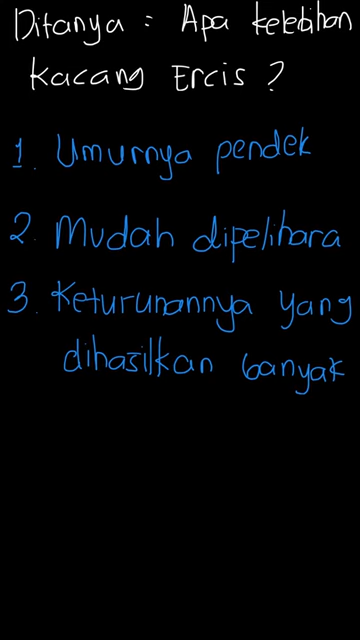 Ditanya : Apa kelebihan
Kacang Ercis ?
1. Umurnya pendek
2. Mudah dipelihara
3. Keturunannya yang
dihasilkan banyak